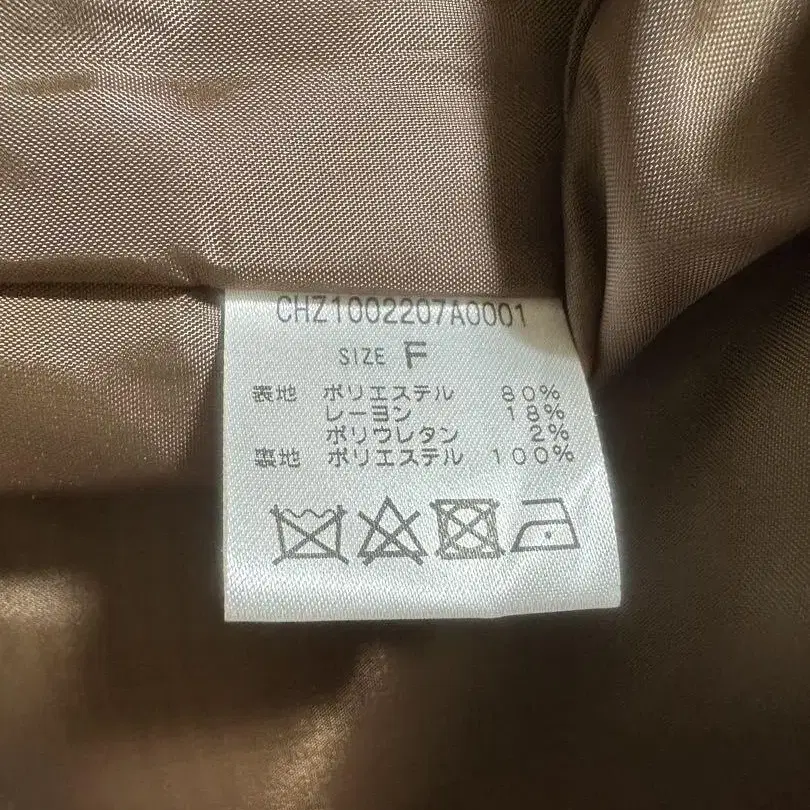 CHZ1002207A0001
SIZE F
表地 ポリエステル 80%
レーヨン 18%
ポリウレタン 2%
裏地 ポリエステル 100%